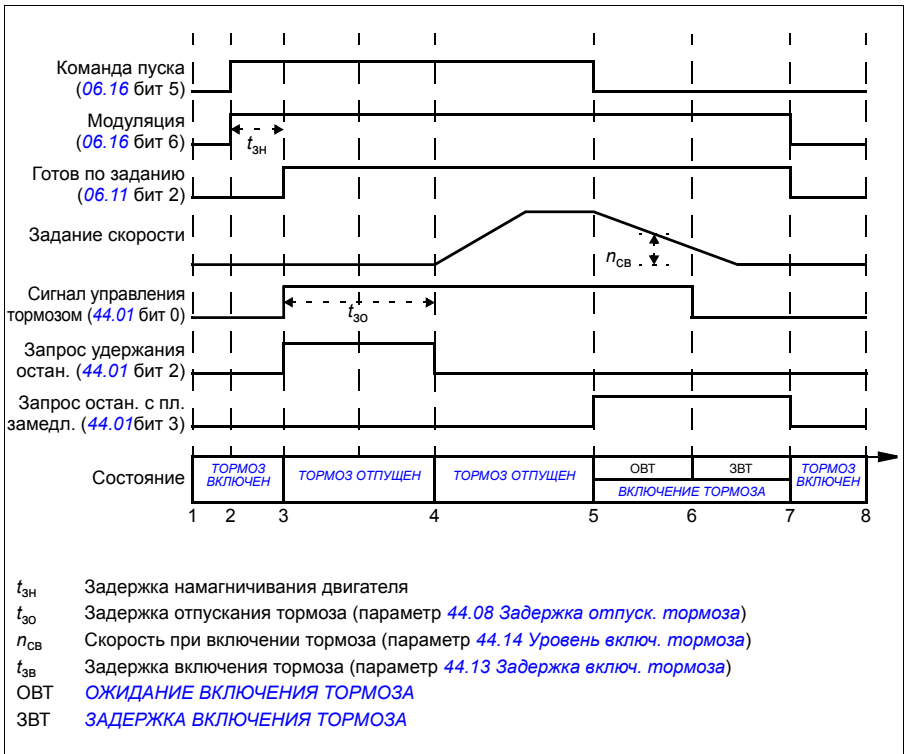 Команда пуска
(06.16 бит 5)
Модуляция
(06.16 бит 6)
tзн
Готов по заданию
(06.11 бит 2)
Задание скорости
nсв
Сигнал управления
тормозом (44.01 бит 0)
tзо
Запрос удержания
остан. (44.01 бит 2)
Запрос остан. с пл.
замедл. (44.01бит 3)
Состояние
ТОРМОЗ ВКЛЮЧЕН
ТОРМОЗ ОТПУЩЕН
ТОРМОЗ ОТПУЩЕН
ОВТ
ЗВТ
ВКЛЮЧЕНИЕ ТОРМОЗА
ТОРМОЗ ВКЛЮЧЕН
1 2 3 4 5 6 7 8
tзн Задержка намагничивания двигателя
tзо Задержка отпускания тормоза (параметр 44.08 Задержка отпуск. тормоза)
nсв Скорость при включении тормоза (параметр 44.14 Уровень включ. тормоза)
tзв Задержка включения тормоза (параметр 44.13 Задержка включ. тормоза)
ОВТ ОЖИДАНИЕ ВКЛЮЧЕНИЯ ТОРМОЗА
ЗВТ ЗАДЕРЖКА ВКЛЮЧЕНИЯ ТОРМОЗА